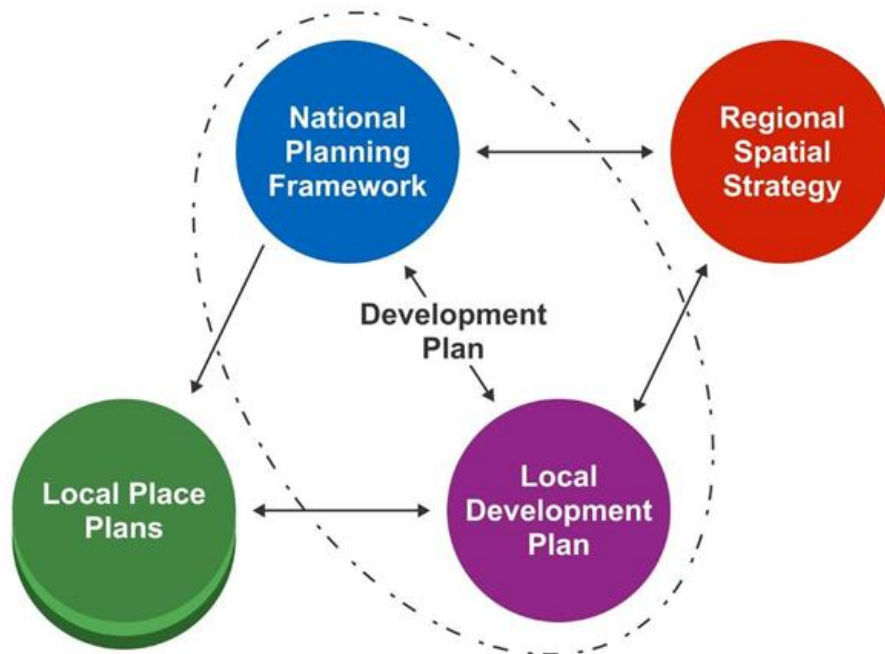 National
Planning
Framework
Regional
Spatial
Strategy
Development
Plan
Local Place
Plans
Local
Development
Plan